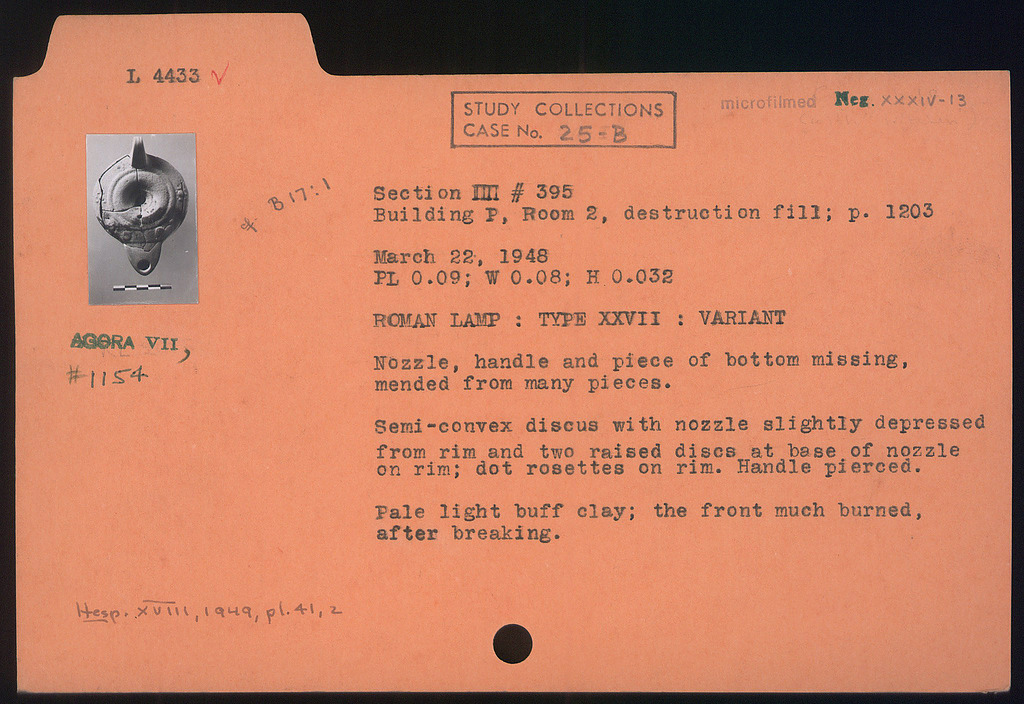 L 4433 ✓
STUDY COLLECTIONS
CASE No. 25-B
microfilmed Neg. XXXIV-13
& B 17:1
Section ΠΠ # 395
Building P, Room 2, destruction fill; p. 1203
March 22, 1948
PL 0.09; W 0.08; H 0.032
ROMAN LAMP : TYPE XXVII : VARIANT
AGORA VII,
#1154
Nozzle, handle and piece of bottom missing,
mended from many pieces.
Semi-convex discus with nozzle slightly depressed
from rim and two raised discs at base of nozzle
on rim; dot rosettes on rim. Handle pierced.
Pale light buff clay; the front much burned,
after breaking.
Hesp. XVIII, 1949, pl. 41, 2